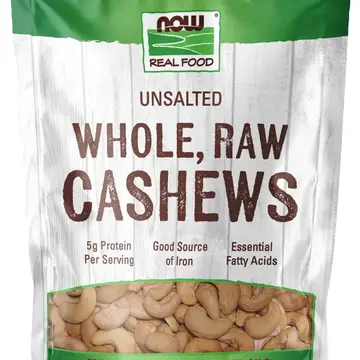 NOW
REAL FOOD
UNSALTED
WHOLE, RAW
CASHEWS
5g Protein Good Source Essential
Per Serving of Iron Fatty Acids